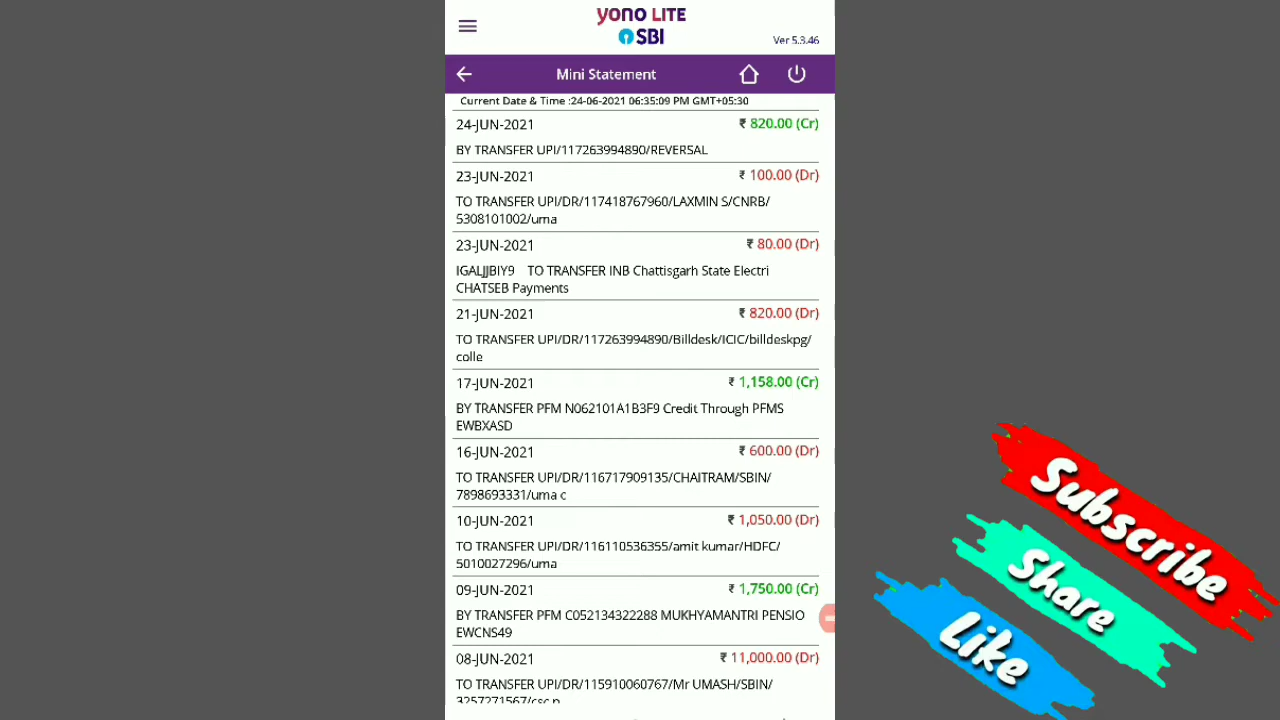 yono LITE
SBI
Ver 5.3.46
Mini Statement
Current Date & Time :24-06-2021 06:35:09 PM GMT+05:30
24-JUN-2021 ₹ 820.00 (Cr)
BY TRANSFER UPI/117263994890/REVERSAL
23-JUN-2021 ₹ 100.00 (Dr)
TO TRANSFER UPI/DR/117418767960/LAXMIN S/CNRB/
5308101002/uma
23-JUN-2021 ₹ 80.00 (Dr)
IGALJJBIY9 TO TRANSFER INB Chattisgarh State Electri
CHATSEB Payments
21-JUN-2021 ₹ 820.00 (Dr)
TO TRANSFER UPI/DR/117263994890/Billdesk/ICIC/billdeskpg/
colle
17-JUN-2021 ₹ 1,158.00 (Cr)
BY TRANSFER PFM N062101A1B3F9 Credit Through PFMS
EWBXASD
16-JUN-2021 ₹ 600.00 (Dr)
TO TRANSFER UPI/DR/116717909135/CHAITRAM/SBIN/
7898693331/uma c
10-JUN-2021 ₹ 1,050.00 (Dr)
TO TRANSFER UPI/DR/116110536355/amit kumar/HDFC/
5010027296/uma
09-JUN-2021 ₹ 1,750.00 (Cr)
BY TRANSFER PFM C052134322288 MUKHYAMANTRI PENSIO
EWCNS49
08-JUN-2021 ₹ 11,000.00 (Dr)
TO TRANSFER UPI/DR/115910060767/Mr UMASH/SBIN/
3257271567/csc p
Subscribe
Share
Like